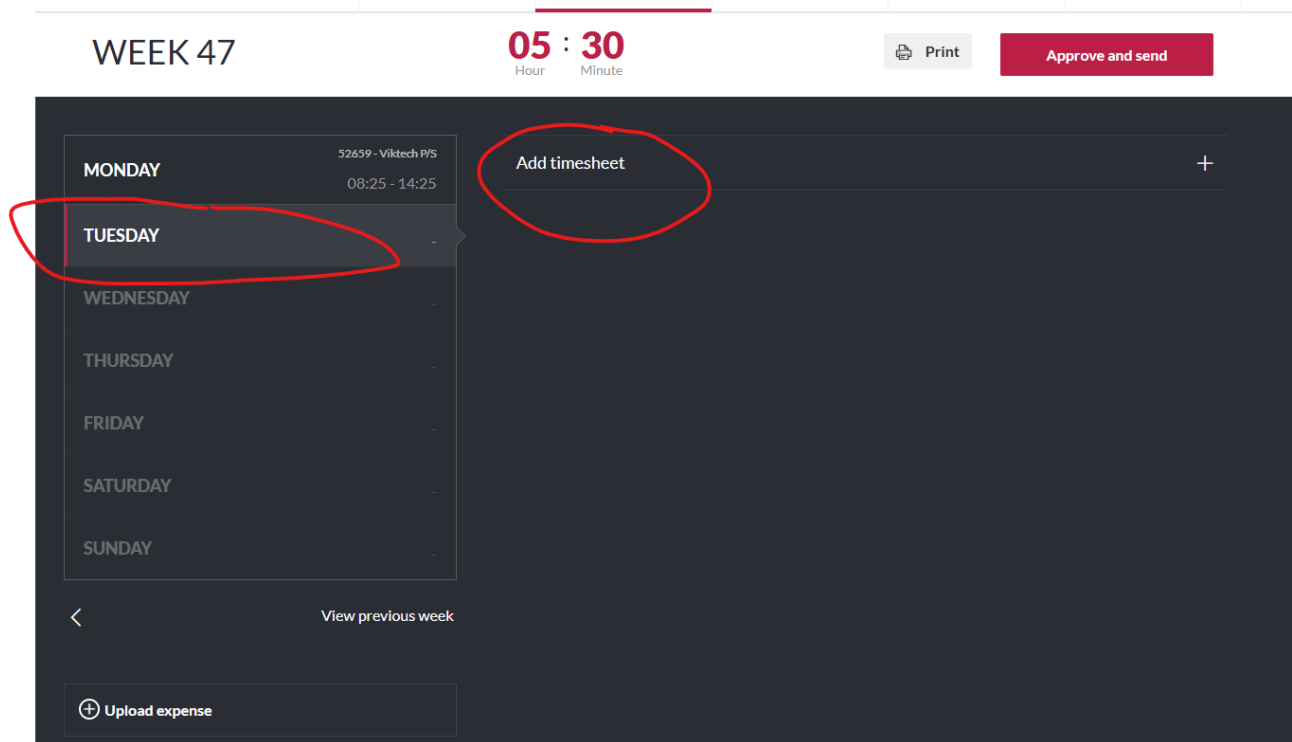 WEEK 47
05 : 30
Hour Minute
Print
Approve and send
MONDAY
52659 - Viktech P/S
08:25 - 14:25
Add timesheet
+
TUESDAY
-
WEDNESDAY
-
THURSDAY
-
FRIDAY
-
SATURDAY
-
SUNDAY
-
View previous week
Upload expense